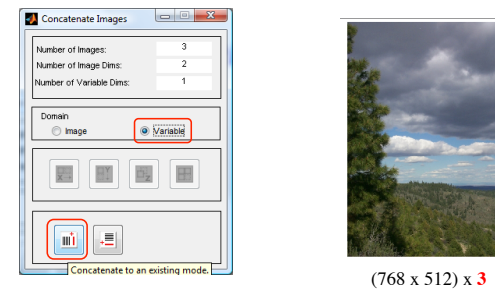 Concatenate Images
Number of Images: 3
Number of Image Dims: 2
Number of Variable Dims: 1
Domain
Image Variable
Concatenate to an existing mode.
(768 x 512) x 3